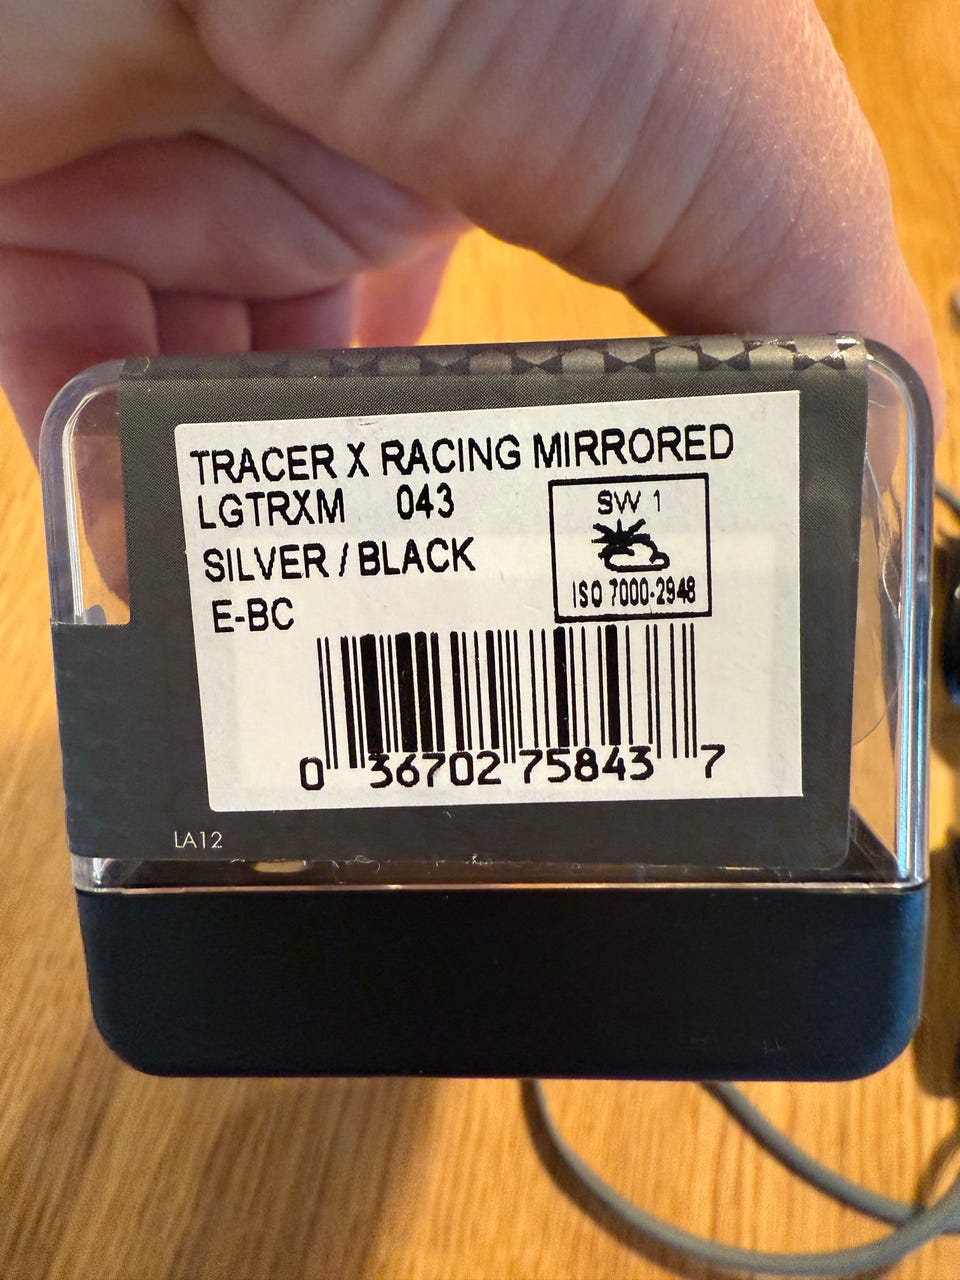 TRACER X RACING MIRRORED
LGTRXM 043
SILVER / BLACK
E-BC
SW 1
ISO 7000-2948
0 36702 75843 7
LA12